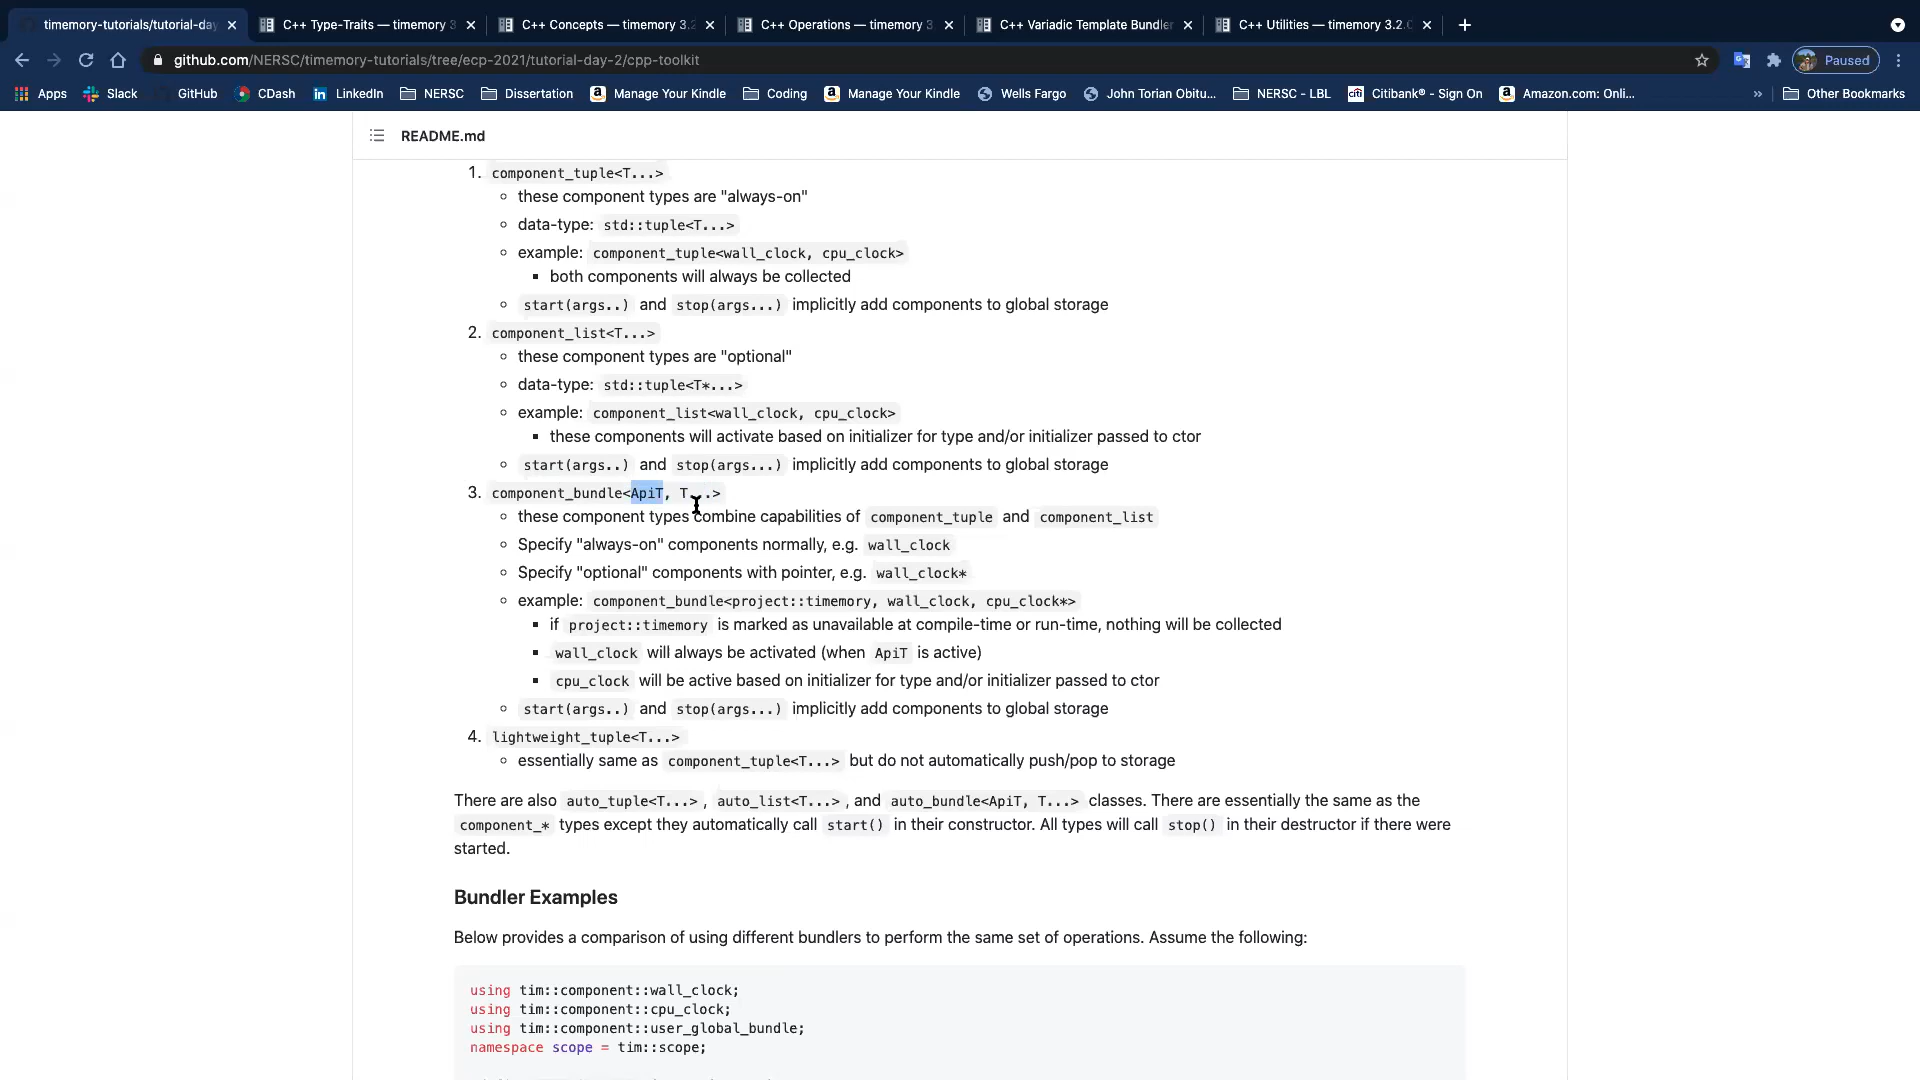 timemory-tutorials/tutorial-day
C++ Type-Traits — timemory 3
C++ Concepts — timemory 3.2
C++ Operations — timemory 3.
C++ Variadic Template Bundler
C++ Utilities — timemory 3.2.0
github.com/NERSC/timemory-tutorials/tree/ecp-2021/tutorial-day-2/cpp-toolkit
Paused
Apps Slack GitHub CDash LinkedIn NERSC Dissertation Manage Your Kindle Coding Manage Your Kindle Wells Fargo John Torian Obitu... NERSC - LBL Citibank® - Sign On Amazon.com: Onli... » Other Bookmarks
README.md
1. component_tuple<T...>
these component types are "always-on"
data-type: std::tuple<T...>
example: component_tuple<wall_clock, cpu_clock>
both components will always be collected
start(args..) and stop(args...) implicitly add components to global storage
2. component_list<T...>
these component types are "optional"
data-type: std::tuple<T*...>
example: component_list<wall_clock, cpu_clock>
these components will activate based on initializer for type and/or initializer passed to ctor
start(args..) and stop(args...) implicitly add components to global storage
3. component_bundle<ApiT, T...>
these component types combine capabilities of component_tuple and component_list
Specify "always-on" components normally, e.g. wall_clock
Specify "optional" components with pointer, e.g. wall_clock*
example: component_bundle<project::timemory, wall_clock, cpu_clock*>
if project::timemory is marked as unavailable at compile-time or run-time, nothing will be collected
wall_clock will always be activated (when ApiT is active)
cpu_clock will be active based on initializer for type and/or initializer passed to ctor
start(args..) and stop(args...) implicitly add components to global storage
4. lightweight_tuple<T...>
essentially same as component_tuple<T...> but do not automatically push/pop to storage
There are also auto_tuple<T...>, auto_list<T...>, and auto_bundle<ApiT, T...> classes. There are essentially the same as the
component_* types except they automatically call start() in their constructor. All types will call stop() in their destructor if there were
started.
Bundler Examples
Below provides a comparison of using different bundlers to perform the same set of operations. Assume the following:
using tim::component::wall_clock;
using tim::component::cpu_clock;
using tim::component::user_global_bundle;
namespace scope = tim::scope;